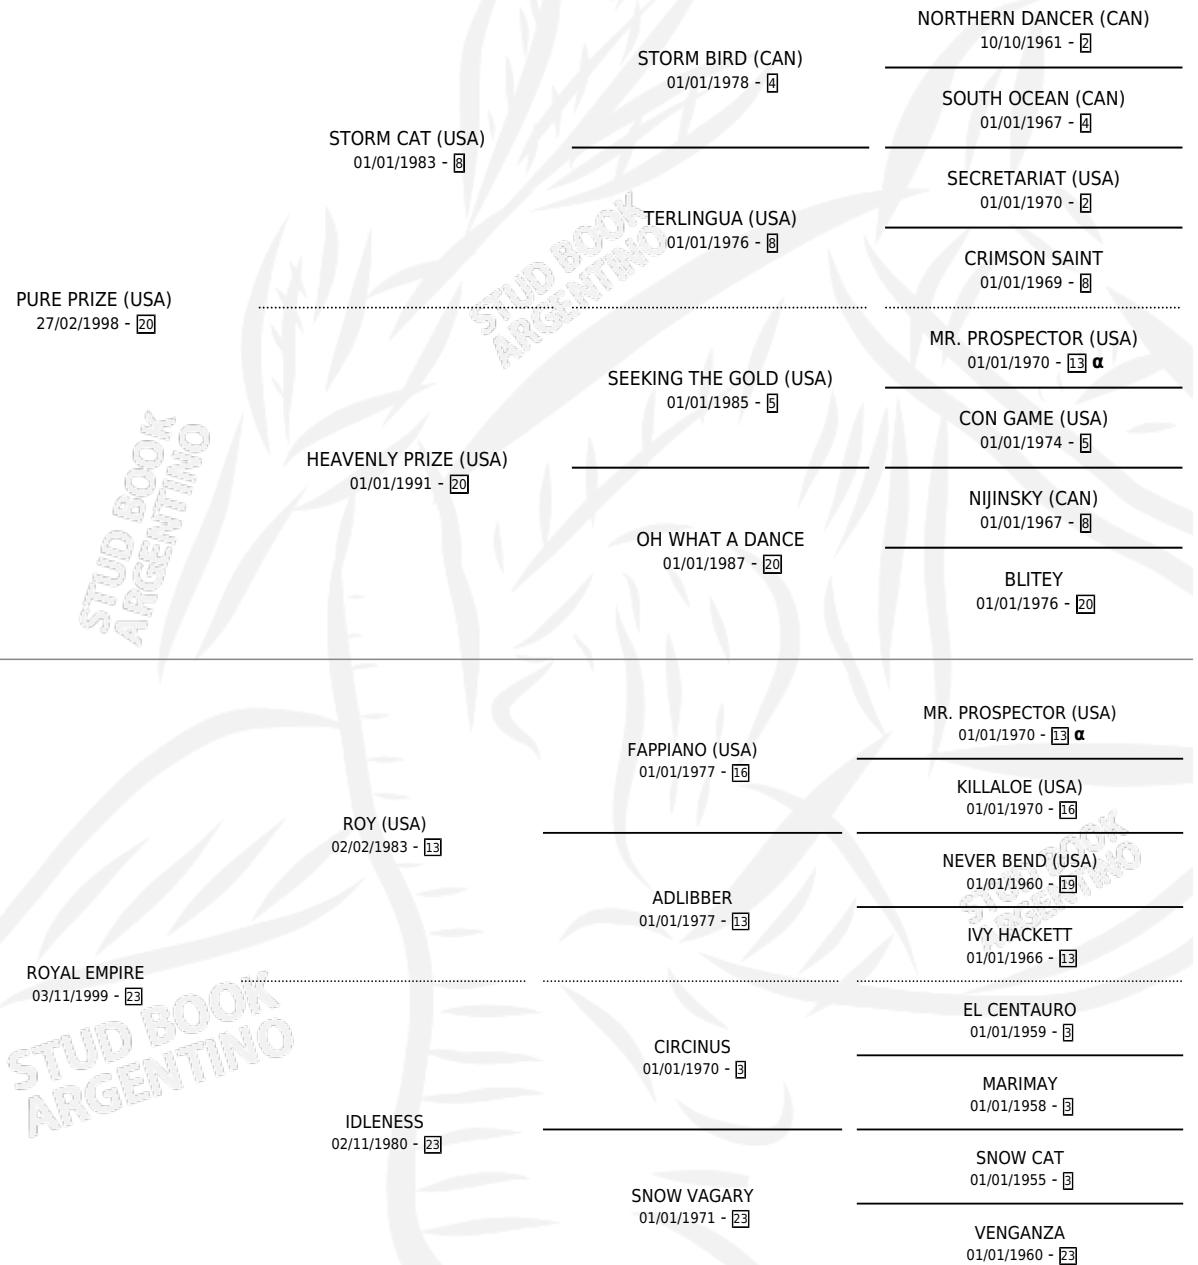 NORTHERN DANCER (CAN)
10/10/1961 - 2
STORM BIRD (CAN)
01/01/1978 - 4
SOUTH OCEAN (CAN)
01/01/1967 - 4
STORM CAT (USA)
01/01/1983 - 8
SECRETARIAT (USA)
01/01/1970 - 2
TERLINGUA (USA)
01/01/1976 - 8
CRIMSON SAINT
01/01/1969 - 8
PURE PRIZE (USA)
27/02/1998 - 20
MR. PROSPECTOR (USA)
01/01/1970 - 13 α
SEEKING THE GOLD (USA)
01/01/1985 - 5
CON GAME (USA)
01/01/1974 - 5
HEAVENLY PRIZE (USA)
01/01/1991 - 20
NIJINSKY (CAN)
01/01/1967 - 8
OH WHAT A DANCE
01/01/1987 - 20
BLITEY
01/01/1976 - 20
MR. PROSPECTOR (USA)
01/01/1970 - 13 α
FAPPIANO (USA)
01/01/1977 - 16
KILLALOE (USA)
01/01/1970 - 16
ROY (USA)
02/02/1983 - 13
NEVER BEND (USA)
01/01/1960 - 19
ADLIBBER
01/01/1977 - 13
IVY HACKETT
01/01/1966 - 13
ROYAL EMPIRE
03/11/1999 - 23
EL CENTAURO
01/01/1959 - 3
CIRCINUS
01/01/1970 - 3
MARIMAY
01/01/1958 - 3
IDLENESS
02/11/1980 - 23
SNOW CAT
01/01/1955 - 3
SNOW VAGARY
01/01/1971 - 23
VENGANZA
01/01/1960 - 23
STUD BOOK
ARGENTINO
STUD BOOK
ARGENTINO
STUD BOOK
ARGENTINO
STUD BOOK
ARGENTINO